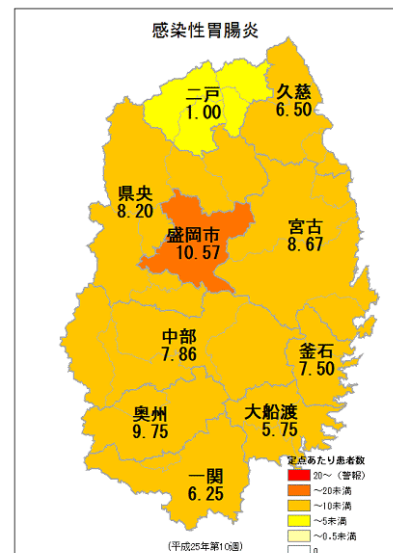 感染性胃腸炎
二戸
1.00
久慈
6.50
県央
8.20
盛岡市
10.57
宮古
8.67
中部
7.86
釜石
7.50
奥州
9.75
大船渡
5.75
一関
6.25
定点あたり患者数
20～（警報）
～20未満
～10未満
～5未満
～0.5未満
0
(平成25年第10週)